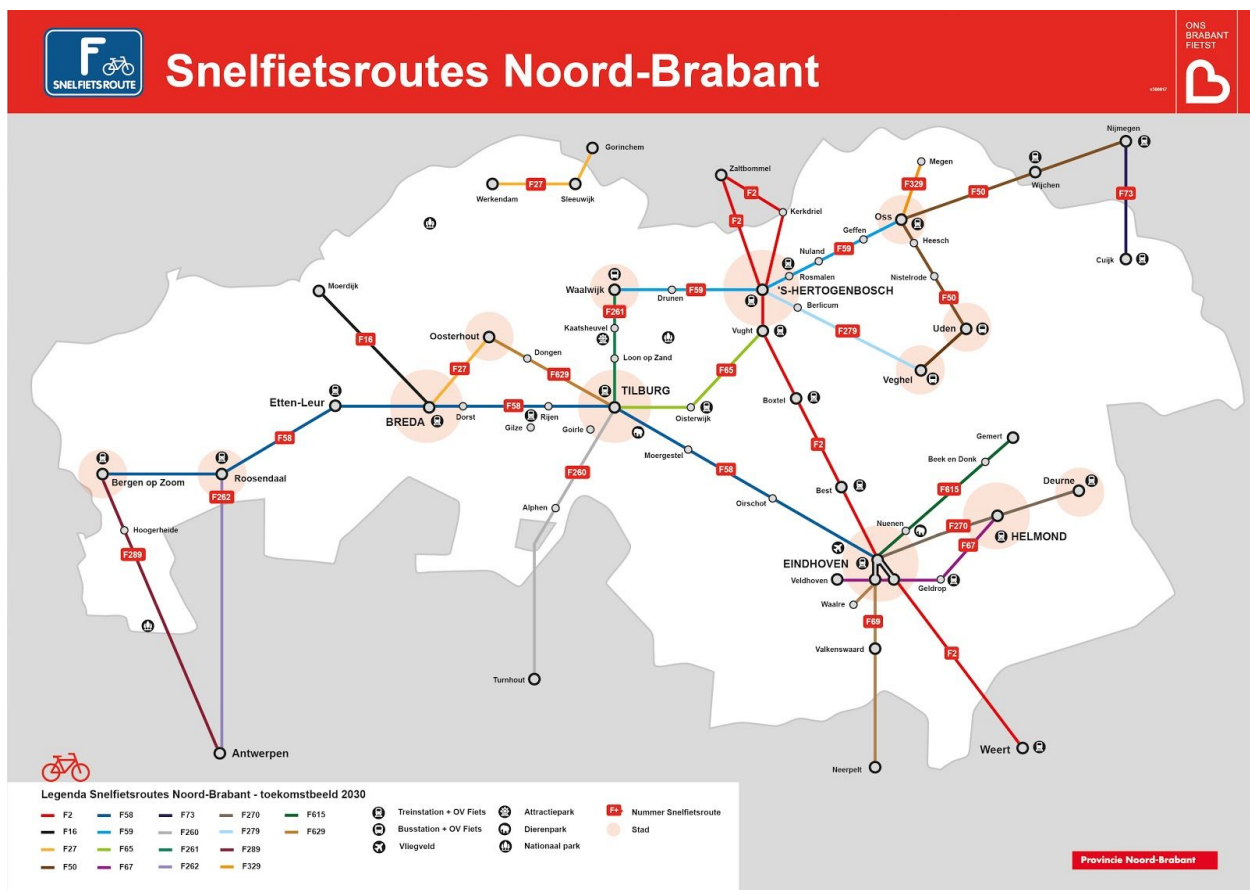 F
SNELFIETSROUTE
Snelfietsroutes Noord-Brabant
ONS
BRABANT
FIETST
Gorinchem
F27
Werkendam
Sleeuwijk
Zaltbommel
F2
F2
Kerkdriel
Megen
F329
Nijmegen
Wijchen
F50
F73
Cuijk
Oss
Geffen
Heesch
Nuland
F59
Rosmalen
Nistelrode
F50
Uden
'S-HERTOGENBOSCH
Berlicum
F279
Veghel
Waalwijk
Drunen
F59
F261
Kaatsheuvel
Loon op Zand
Vught
F65
Oisterwijk
Moerdijk
F16
Oosterhout
F27
Dongen
F629
TILBURG
Etten-Leur
BREDA
Dorst
F58
Rijen
Gilze
Goirle
Boxtel
F2
Moergestel
F58
Oirschot
Best
F58
Bergen op Zoom
Roosendaal
F262
Hoogerheide
F289
F260
Alphen
Turnhout
Antwerpen
Gemert
Beek en Donk
F615
Deurne
Nuenen
F270
F67
HELMOND
EINDHOVEN
Veldhoven
Geldrop
Waalre
F69
Valkenswaard
F2
Weert
Neerpelt
Legenda Snelfietsroutes Noord-Brabant - toekomstbeeld 2030
F2
F58
F73
F270
F615
F16
F59
F260
F279
F629
F27
F65
F261
F289
F50
F67
F262
F329
Treinstation + OV Fiets
Busstation + OV Fiets
Vliegveld
Attractiepark
Dierenpark
Nationaal park
F+ Nummer Snelfietsroute
Stad
Provincie Noord-Brabant